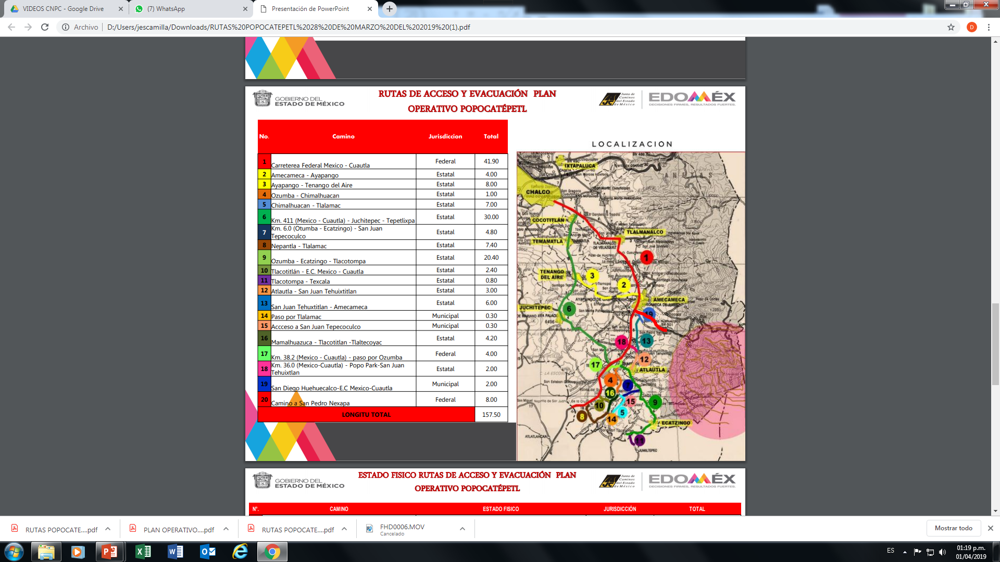 VIDEOS CNPC - Google Drive
(7) WhatsApp
Presentación de PowerPoint
Archivo
D:/Users/jescamilla/Downloads/RUTAS%20POPOCATEPETL%2028%20DE%20MARZO%20DEL%202019%20(1).pdf
D
GOBIERNO DEL
ESTADO DE MÉXICO
RUTAS DE ACCESO Y EVACUACIÓN PLAN
OPERATIVO POPOCATÉPETL
Junta de
Caminos
del Estado
de México
EDOMÉX
DECISIONES FIRMES, RESULTADOS FUERTES.
No. Camino Jurisdiccion Total
1 Carreterea Federal Mexico - Cuautla Federal 41.90
2 Amecameca - Ayapango Estatal 4.00
3 Ayapango - Tenango del Aire Estatal 8.00
4 Ozumba - Chimalhuacan Estatal 1.00
5 Chimalhuacan - Tlalamac Estatal 7.00
6 Km. 411 (Mexico - Cuautla) - Juchitepec - Tepetlixpa Estatal 30.00
7 Km. 6.0 (Otumba - Ecatzingo) - San Juan
Tepecoculco Estatal 4.80
8 Nepantla - Tlalamac Estatal 7.40
9 Ozumba - Ecatzingo - Tlacotompa Estatal 20.40
10 Tlacotitlán - E.C. Mexico - Cuautla Estatal 2.40
11 Tlacotompa - Texcala Estatal 0.80
12 Atlautla - San Juan Tehuixtitlan Estatal 3.00
13 San Juan Tehuxtitlan - Amecameca Estatal 6.00
14 Paso por Tlalamac Municipal 0.30
15 Accceso a San Juan Tepecoculco Municipal 0.30
16 Mamalhuazuca - Tlacotitlan -Tlaltecoyac Estatal 4.20
17 Km. 38.2 (Mexico - Cuautla) - paso por Ozumba Federal 4.00
18 Km. 36.0 (Mexico-Cuautla) - Popo Park-San Juan
Tehuixtlan Estatal 2.00
19 San Diego Huehuecalco-E.C Mexico-Cuautla Municipal 2.00
20 Camino a San Pedro Nexapa Federal 8.00
LONGITU TOTAL 157.50
LOCALIZACION
IXTAPALUCA
CHALCO
COCOTITLÁN
TLALMANALCO
TEMAMATLA
TLALMANALCO
DE VELAZQUEZ
1
TENANGO
DEL AIRE
3
2
AMECAMECA
JUCHITEPEC
6
19
18
13
12
17
ATLAUTLA
4
7
16
15
9
10
5
8
14
ECATZINGO
ATLATLAHCAN
11
JUMILTEPEC
GOBIERNO DEL
ESTADO DE MÉXICO
ESTADO FISICO RUTAS DE ACCESO Y EVACUACIÓN PLAN
OPERATIVO POPOCATÉPETL
Junta de
Caminos
del Estado
de México
EDOMÉX
DECISIONES FIRMES, RESULTADOS FUERTES.
N°. CAMINO ESTADO FISICO JURISDICCIÓN TOTAL
RUTAS POPOCATE....pdf
PLAN OPERATIVO....pdf
RUTAS POPOCATE....pdf
FHD0006.MOV
Cancelado
Mostrar todo
ES
01:19 p.m.
01/04/2019